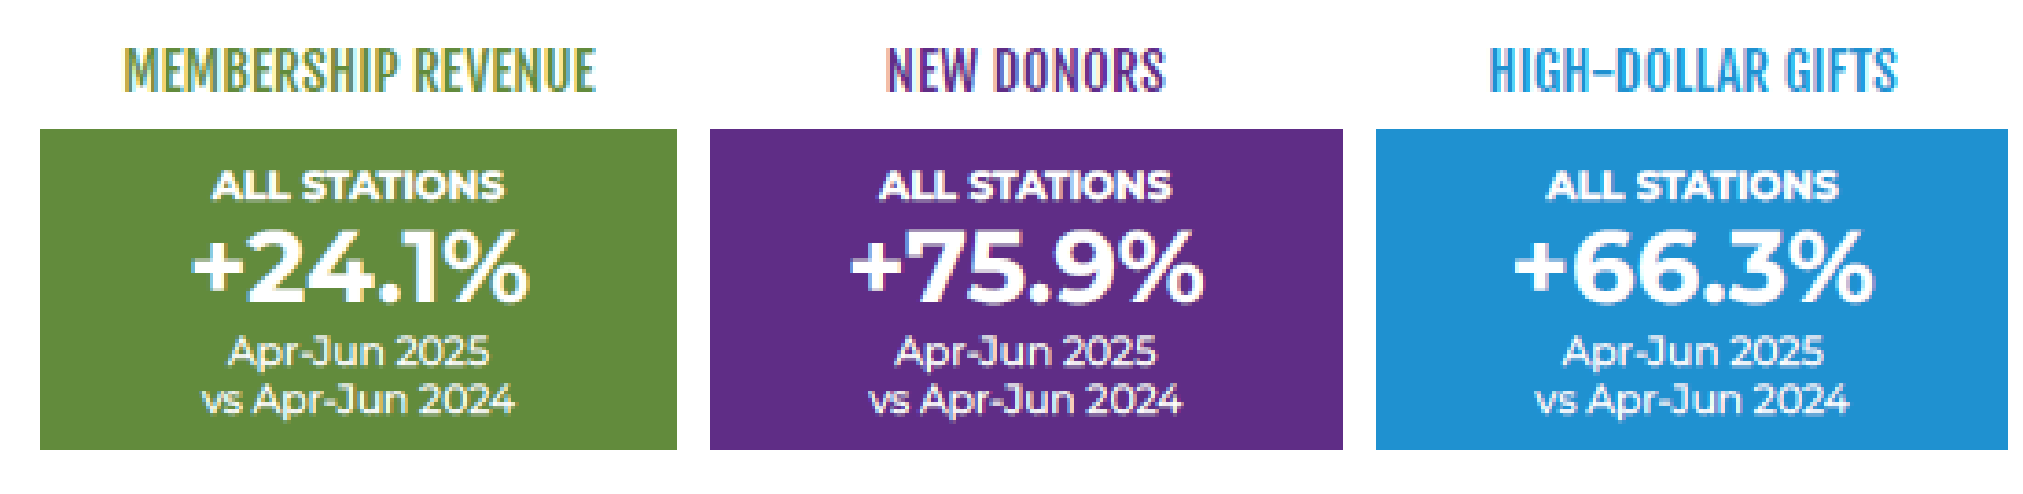 MEMBERSHIP REVENUE
ALL STATIONS
+24.1%
Apr-Jun 2025
vs Apr-Jun 2024
NEW DONORS
ALL STATIONS
+75.9%
Apr-Jun 2025
vs Apr-Jun 2024
HIGH-DOLLAR GIFTS
ALL STATIONS
+66.3%
Apr-Jun 2025
vs Apr-Jun 2024